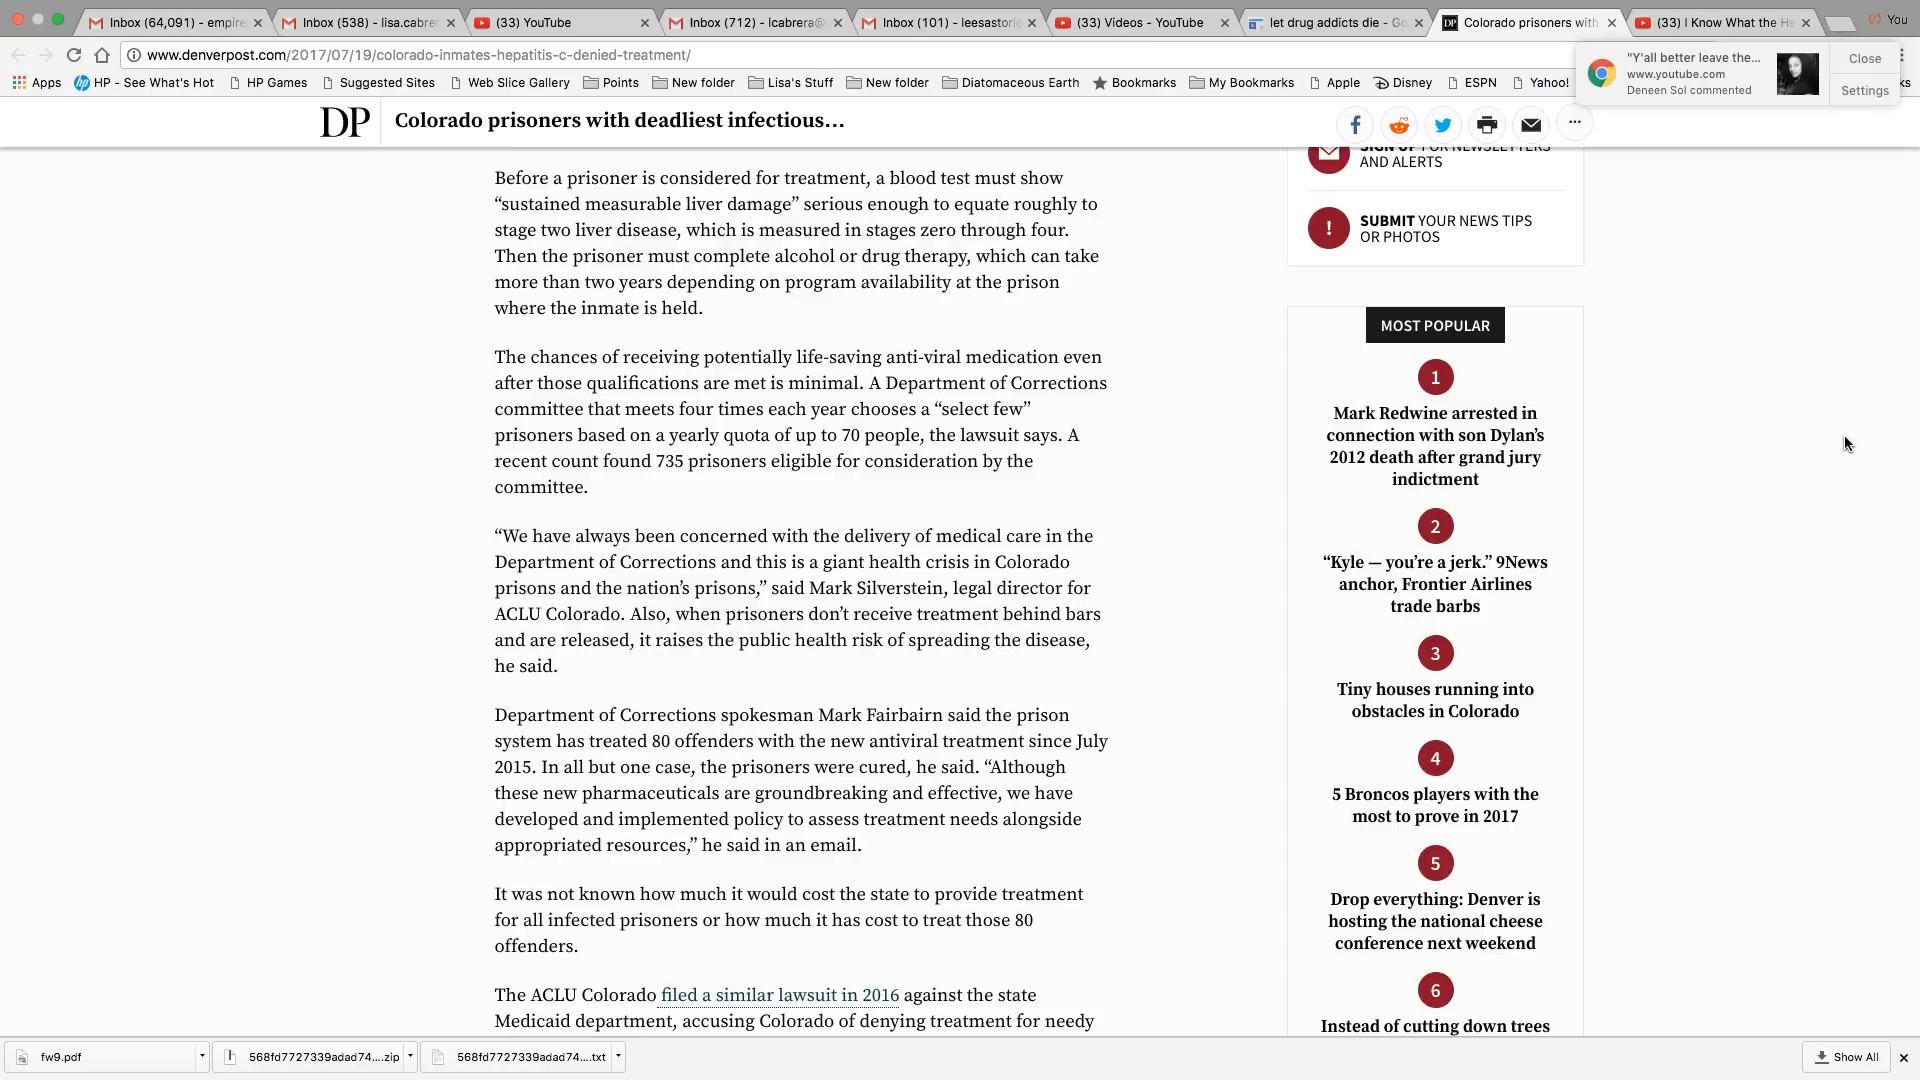 Inbox (64,091) - empire
Inbox (538) - lisa.cabrer
(33) YouTube
Inbox (712) - lcabrera@
Inbox (101) - leesastorie
(33) Videos - YouTube
let drug addicts die - Go
Colorado prisoners with
(33) I Know What the He
You
www.denverpost.com/2017/07/19/colorado-inmates-hepatitis-c-denied-treatment/
Apps
HP - See What's Hot
HP Games
Suggested Sites
Web Slice Gallery
Points
New folder
Lisa's Stuff
New folder
Diatomaceous Earth
Bookmarks
My Bookmarks
Apple
Disney
ESPN
Yahoo!
"Y'all better leave the...
www.youtube.com
Deneen Sol commented
Close
Settings
DP
Colorado prisoners with deadliest infectious…
SIGN UP FOR NEWSLETTERS
AND ALERTS
SUBMIT YOUR NEWS TIPS
OR PHOTOS
Before a prisoner is considered for treatment, a blood test must show
“sustained measurable liver damage” serious enough to equate roughly to
stage two liver disease, which is measured in stages zero through four.
Then the prisoner must complete alcohol or drug therapy, which can take
more than two years depending on program availability at the prison
where the inmate is held.
The chances of receiving potentially life-saving anti-viral medication even
after those qualifications are met is minimal. A Department of Corrections
committee that meets four times each year chooses a “select few”
prisoners based on a yearly quota of up to 70 people, the lawsuit says. A
recent count found 735 prisoners eligible for consideration by the
committee.
“We have always been concerned with the delivery of medical care in the
Department of Corrections and this is a giant health crisis in Colorado
prisons and the nation’s prisons,” said Mark Silverstein, legal director for
ACLU Colorado. Also, when prisoners don’t receive treatment behind bars
and are released, it raises the public health risk of spreading the disease,
he said.
Department of Corrections spokesman Mark Fairbairn said the prison
system has treated 80 offenders with the new antiviral treatment since July
2015. In all but one case, the prisoners were cured, he said. “Although
these new pharmaceuticals are groundbreaking and effective, we have
developed and implemented policy to assess treatment needs alongside
appropriated resources,” he said in an email.
It was not known how much it would cost the state to provide treatment
for all infected prisoners or how much it has cost to treat those 80
offenders.
The ACLU Colorado filed a similar lawsuit in 2016 against the state
Medicaid department, accusing Colorado of denying treatment for needy
MOST POPULAR
1
Mark Redwine arrested in
connection with son Dylan’s
2012 death after grand jury
indictment
2
“Kyle — you’re a jerk.” 9News
anchor, Frontier Airlines
trade barbs
3
Tiny houses running into
obstacles in Colorado
4
5 Broncos players with the
most to prove in 2017
5
Drop everything: Denver is
hosting the national cheese
conference next weekend
6
Instead of cutting down trees
fw9.pdf
568fd7727339adad74....zip
568fd7727339adad74....txt
Show All